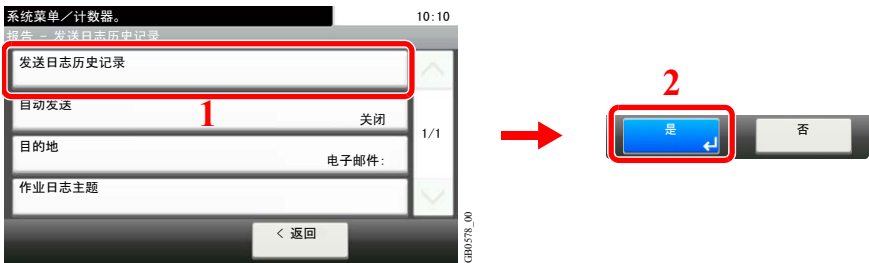 系统菜单／计数器。
10:10
报告 - 发送日志历史记录
发送日志历史记录
1
自动发送
关闭
1/1
目的地
电子邮件:
作业日志主题
< 返回
GB0578_00
2
是
否